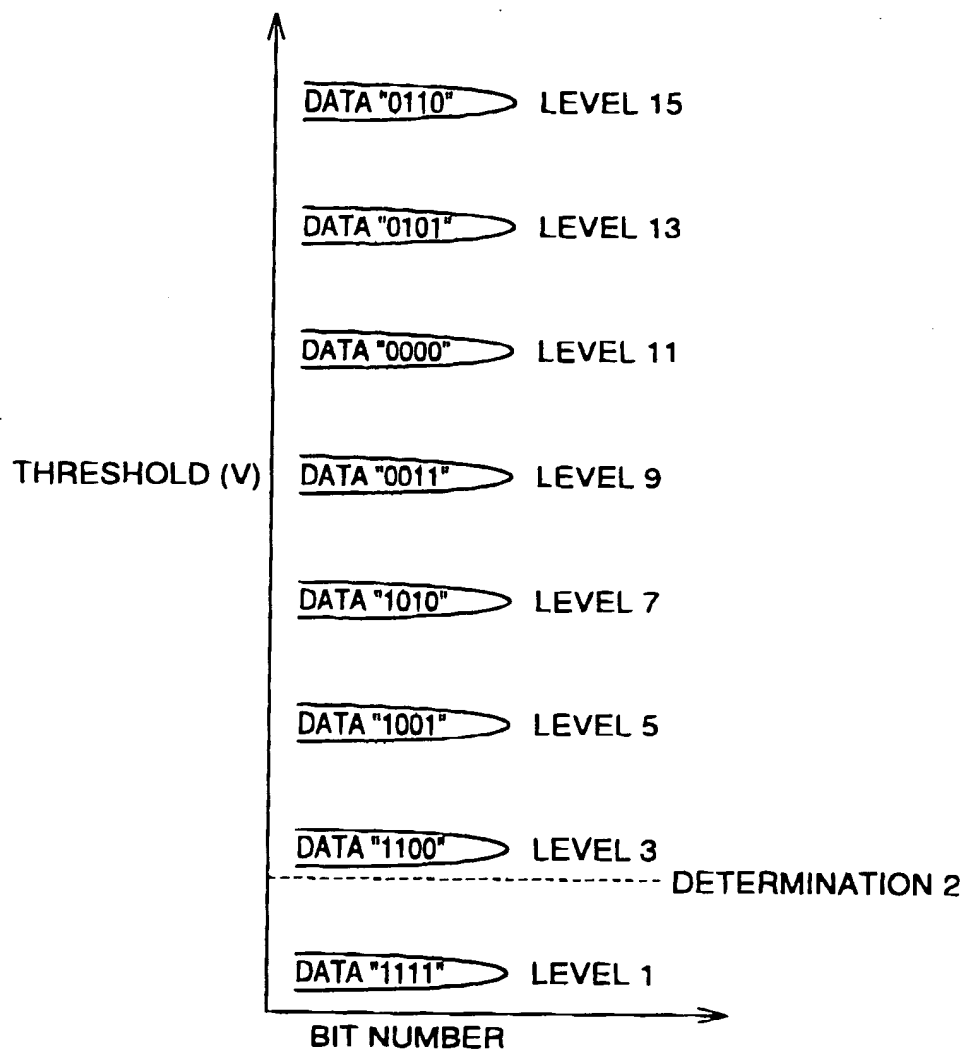 DATA "0110" LEVEL 15
DATA "0101" LEVEL 13
DATA "0000" LEVEL 11
THRESHOLD (V) DATA "0011" LEVEL 9
DATA "1010" LEVEL 7
DATA "1001" LEVEL 5
DATA "1100" LEVEL 3
DETERMINATION 2
DATA "1111" LEVEL 1
BIT NUMBER